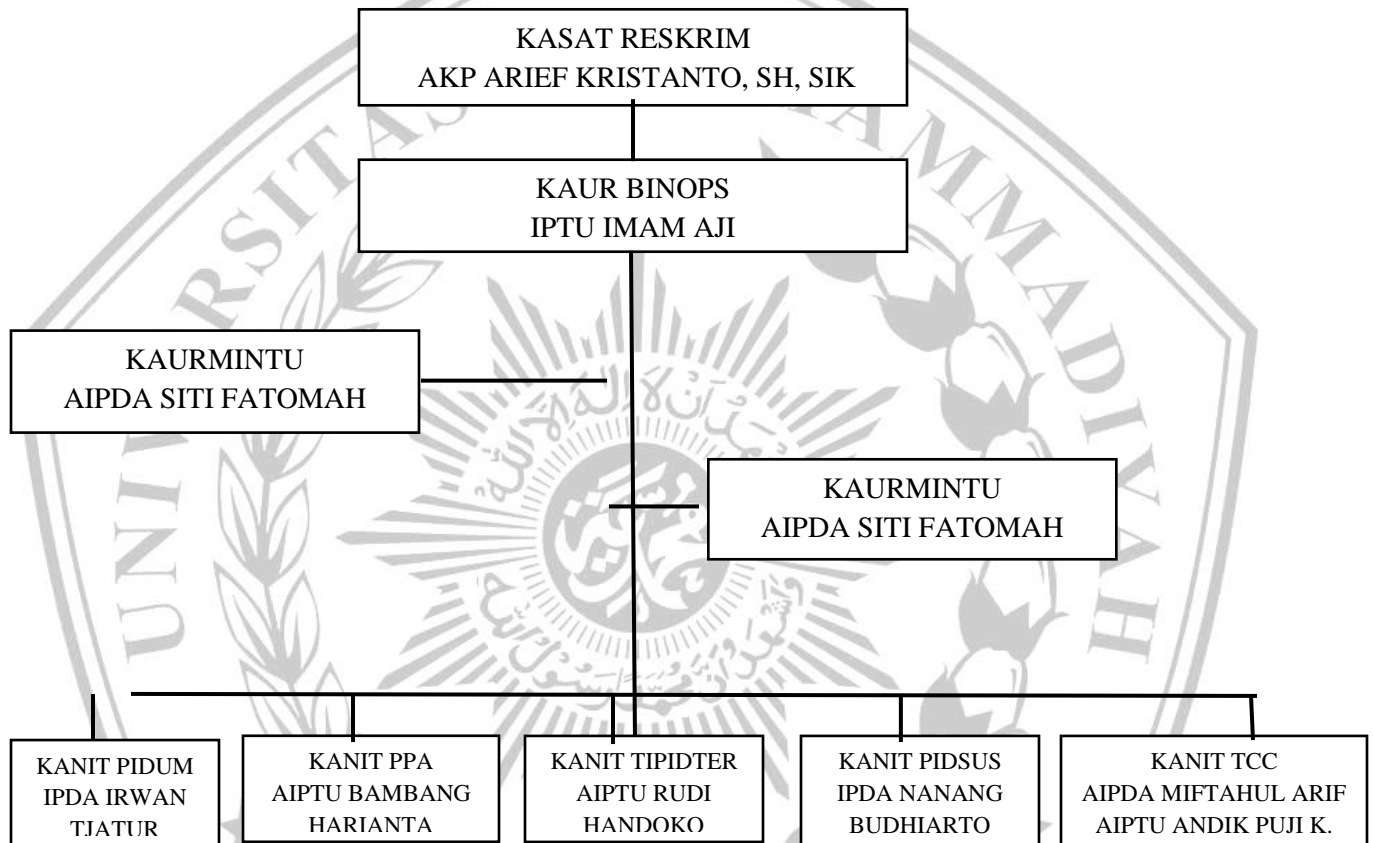 KASAT RESKRIM
AKP ARIEF KRISTANTO, SH, SIK
KAUR BINOPS
IPTU IMAM AJI
KAURMINTU
AIPDA SITI FATOMAH
KAURMINTU
AIPDA SITI FATOMAH
KANIT PIDUM
IPDA IRWAN
TJATUR
KANIT PPA
AIPTU BAMBANG
HARIANTA
KANIT TIPIDTER
AIPTU RUDI
HANDOKO
KANIT PIDSUS
IPDA NANANG
BUDHIARTO
KANIT TCC
AIPDA MIFTAHUL ARIF
AIPTU ANDIK PUJI K.